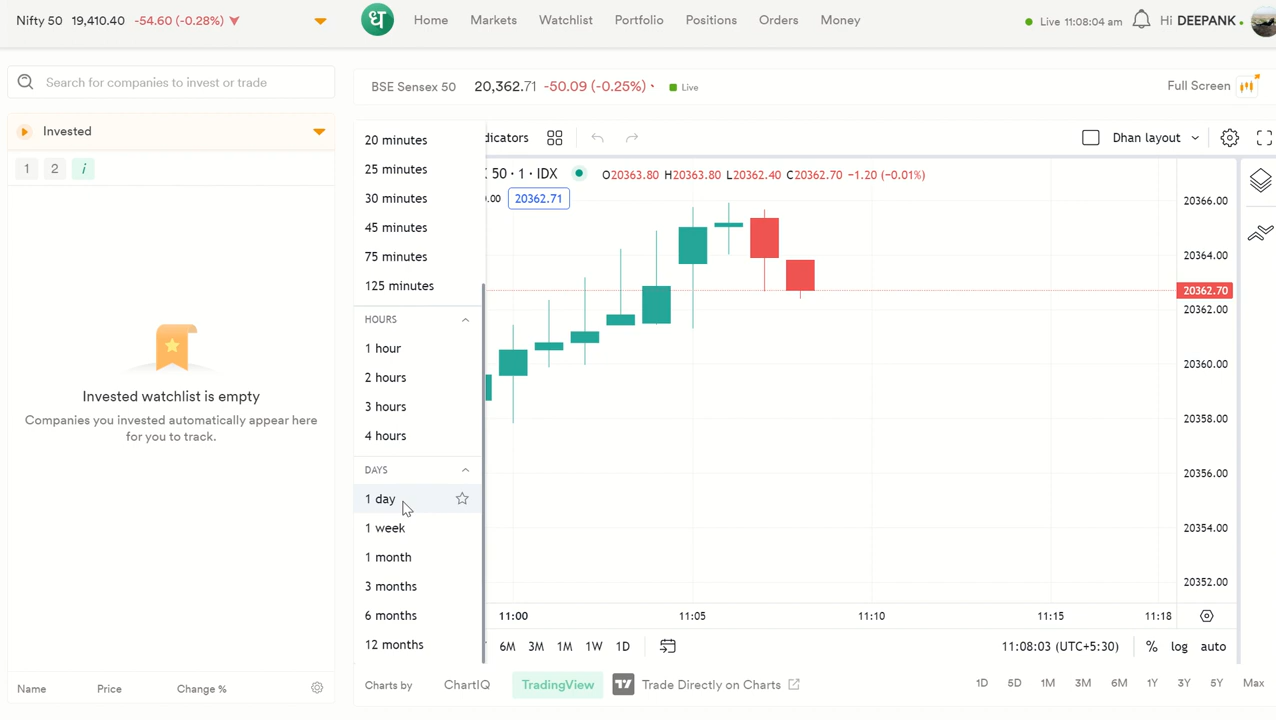 Nifty 50 19,410.40 -54.60 (-0.28%)
ध
Home Markets Watchlist Portfolio Positions Orders Money
Live 11:08:04 am
Hi DEEPANK
Search for companies to invest or trade
Invested
1 2 i
Invested watchlist is empty
Companies you invested automatically appear here
for you to track.
Name Price Change %
BSE Sensex 50 20,362.71 -50.09 (-0.25%) Live
Full Screen
dicators
Dhan layout
50 · 1 · IDX O20363.80 H20363.80 L20362.40 C20362.70 −1.20 (−0.01%)
.00 20362.71
20 minutes
25 minutes
30 minutes
45 minutes
75 minutes
125 minutes
HOURS
1 hour
2 hours
3 hours
4 hours
DAYS
1 day
1 week
1 month
3 months
6 months
12 months
20366.00
20364.00
20362.70
20362.00
20360.00
20358.00
20356.00
20354.00
20352.00
11:00 11:05 11:10 11:15 11:18
6M 3M 1M 1W 1D
11:08:03 (UTC+5:30) % log auto
Charts by ChartIQ TradingView Trade Directly on Charts
1D 5D 1M 3M 6M 1Y 3Y 5Y Max